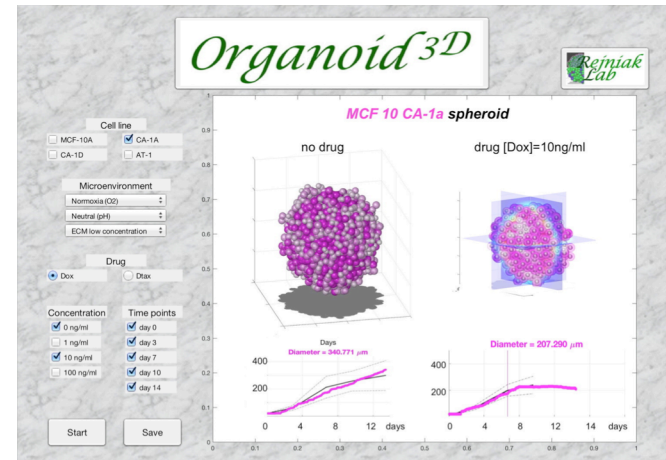 Organoid 3D
Rejniak
Lab
Cell line
MCF-10A
CA-1A
CA-1D
AT-1
Microenvironment
Normoxia (O2)
Neutral (pH)
ECM low concentration
Drug
Dox
Dtax
Concentration
Time points
0 ng/ml
day 0
1 ng/ml
day 3
10 ng/ml
day 7
100 ng/ml
day 10
day 14
Start
Save
MCF 10 CA-1a spheroid
no drug
drug [Dox]=10ng/ml
Days
Diameter = 340.771 μm
Diameter = 207.290 μm
400
200
0 4 8 12 days
400
200
0 4 8 12 14 days
1
0.9
0.8
0.7
0.6
0.5
0.4
0.3
0.2
0.1
0
0 0.1 0.2 0.3 0.4 0.5 0.6 0.7 0.8 0.9 1